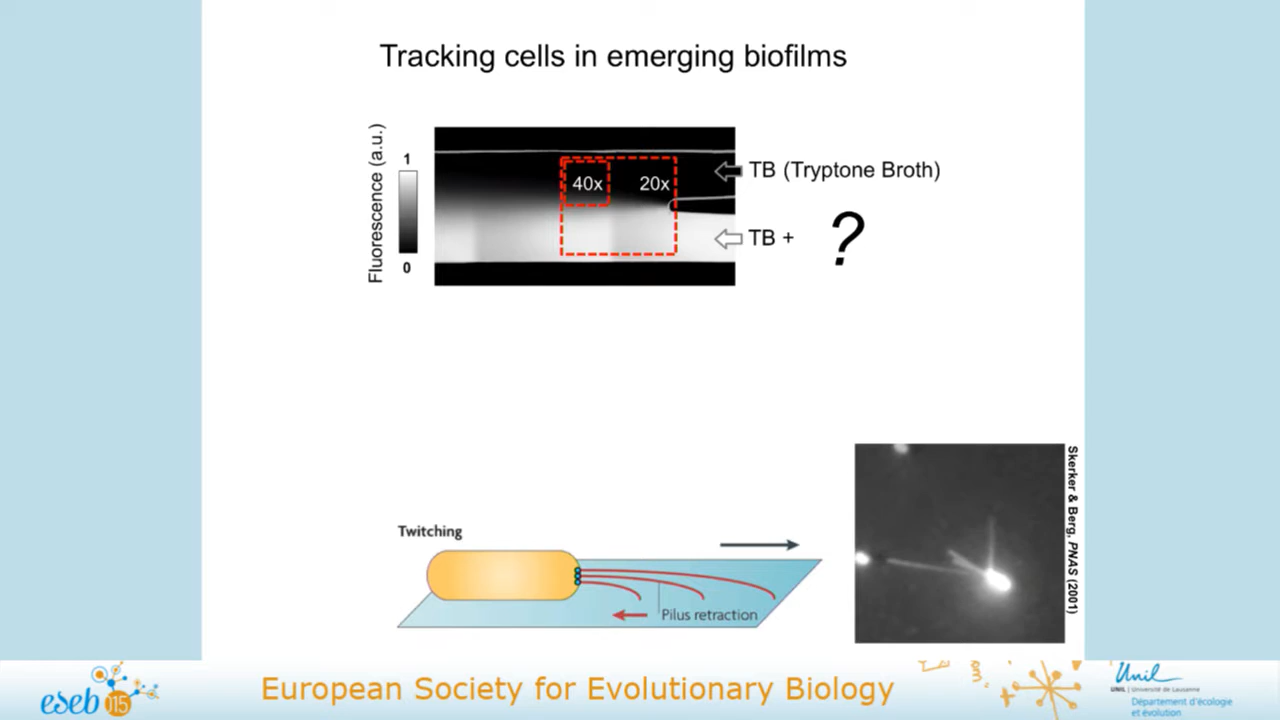 Tracking cells in emerging biofilms
Fluorescence (a.u.)
1
0
40x
20x
TB (Tryptone Broth)
TB + ?
Twitching
Pilus retraction
Skerker & Berg, PNAS (2001)
eseb 15
European Society for Evolutionary Biology
Unil
UNIL | Université de Lausanne
Département d'écologie
et évolution